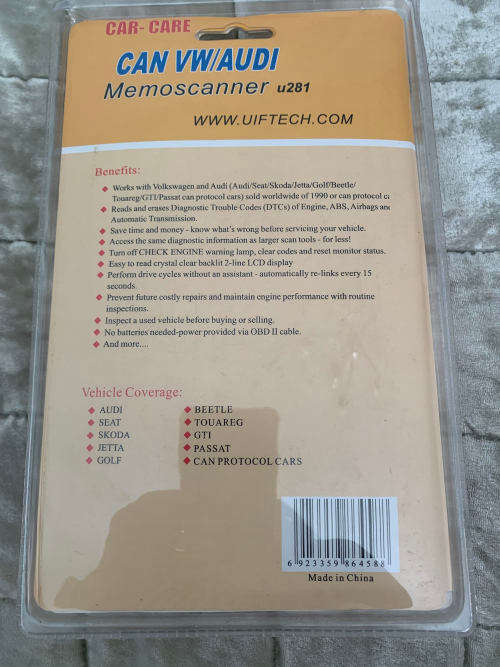 CAR- CARE
CAN VW/AUDI
Memoscanner u281
WWW.UIFTECH.COM
Benefits:
Works with Volkswagen and Audi (Audi/Seat/Skoda/Jetta/Golf/Beetle/
Touareg/GTI/Passat can protocol cars) sold worldwide of 1990 or can protocol
Reads and erases Diagnostic Trouble Codes (DTCs) of Engine, ABS, Airbags and
Automatic Transmission.
Save time and money - know what's wrong before servicing your vehicle.
Access the same diagnostic information as larger scan tools - for less!
Turn off CHECK ENGINE warning lamp, clear codes and reset monitor status.
Easy to read crystal clear backlit 2-line LCD display
Perform drive cycles without an assistant - automatically re-links every 15
seconds.
Prevent future costly repairs and maintain engine performance with routine
inspections.
Inspect a used vehicle before buying or selling.
No batteries needed-power provided via OBD II cable.
And more....
Vehicle Coverage:
AUDI
SEAT
SKODA
JETTA
GOLF
BEETLE
TOUAREG
GTI
PASSAT
CAN PROTOCOL CARS
6 923359 864588
Made in China